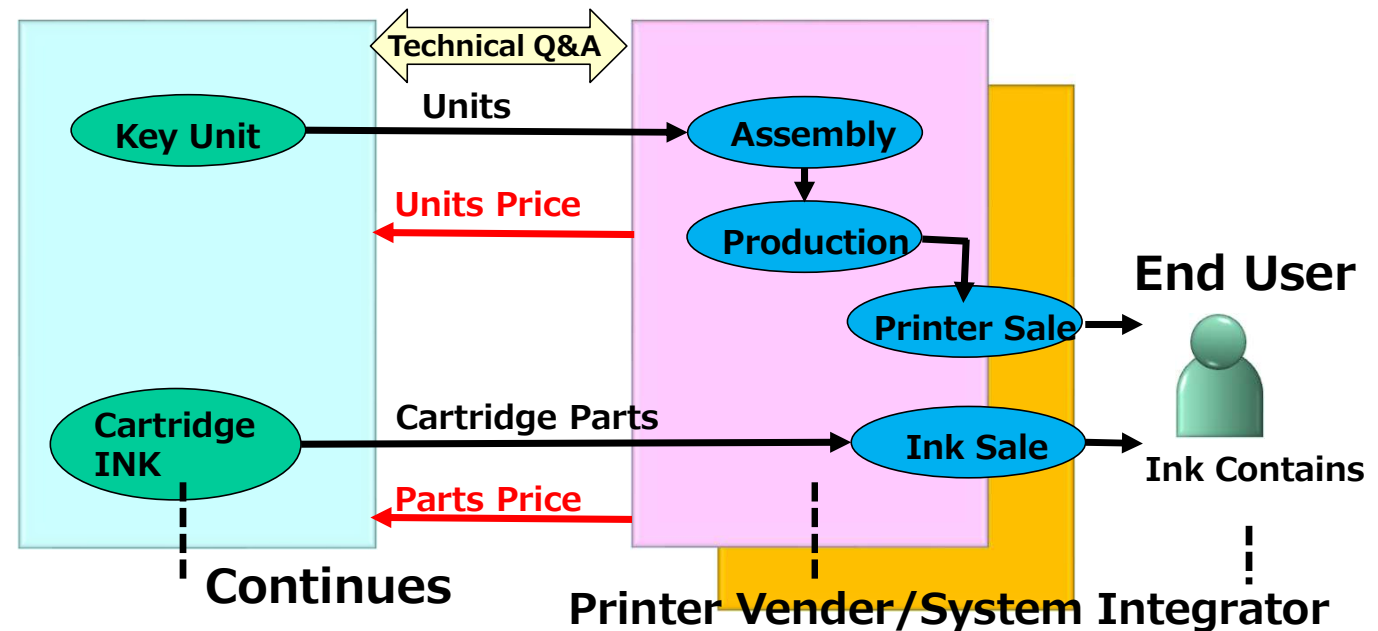 Technical Q&A
Units
Key Unit
Assembly
Units Price
Production
End User
Printer Sale
Cartridge
INK
Cartridge Parts
Ink Sale
Ink Contains
Parts Price
Continues
Printer Vender/System Integrator